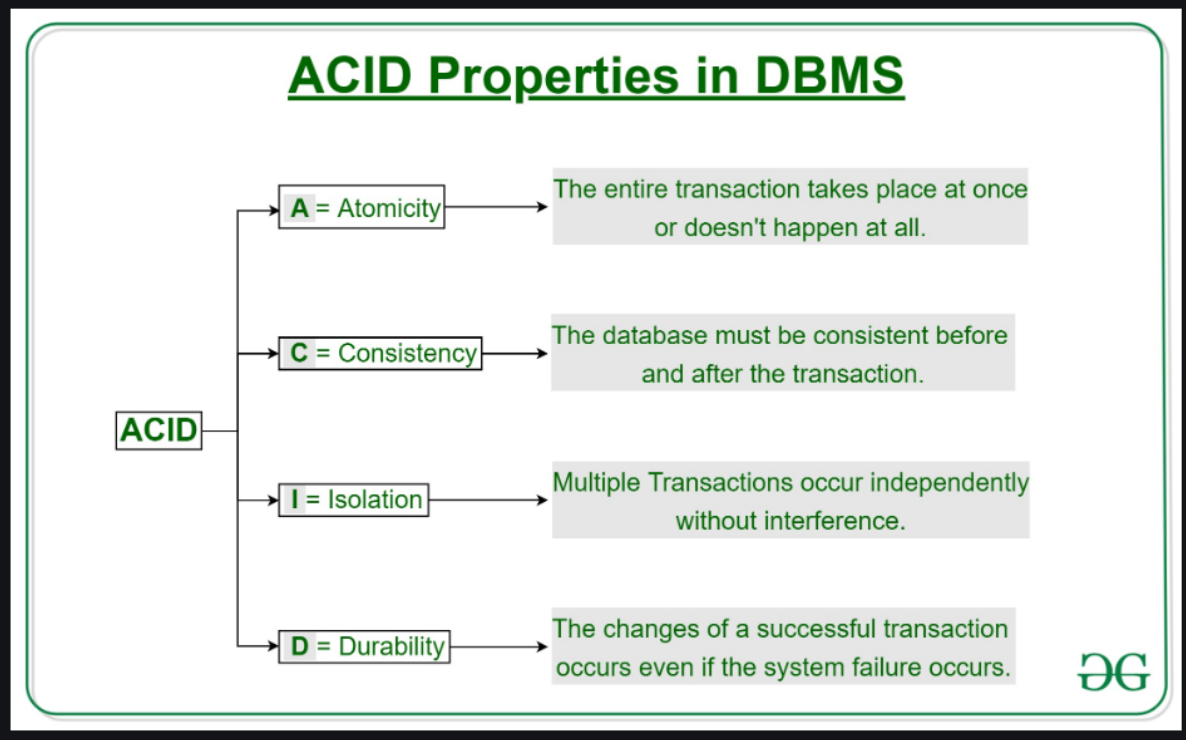 ACID Properties in DBMS
A = Atomicity
The entire transaction takes place at once
or doesn't happen at all.
C = Consistency
The database must be consistent before
and after the transaction.
ACID
I = Isolation
Multiple Transactions occur independently
without interference.
D = Durability
The changes of a successful transaction
occurs even if the system failure occurs.